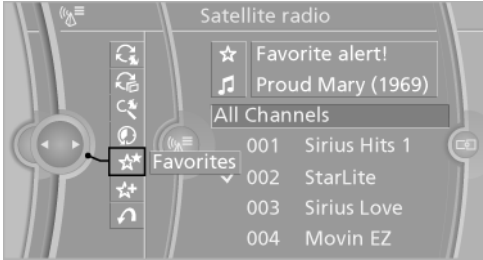 Satellite radio
Favorite alert!
Proud Mary (1969)
All Channels
001 Sirius Hits 1
Favorites
002 StarLite
003 Sirius Love
004 Movin EZ